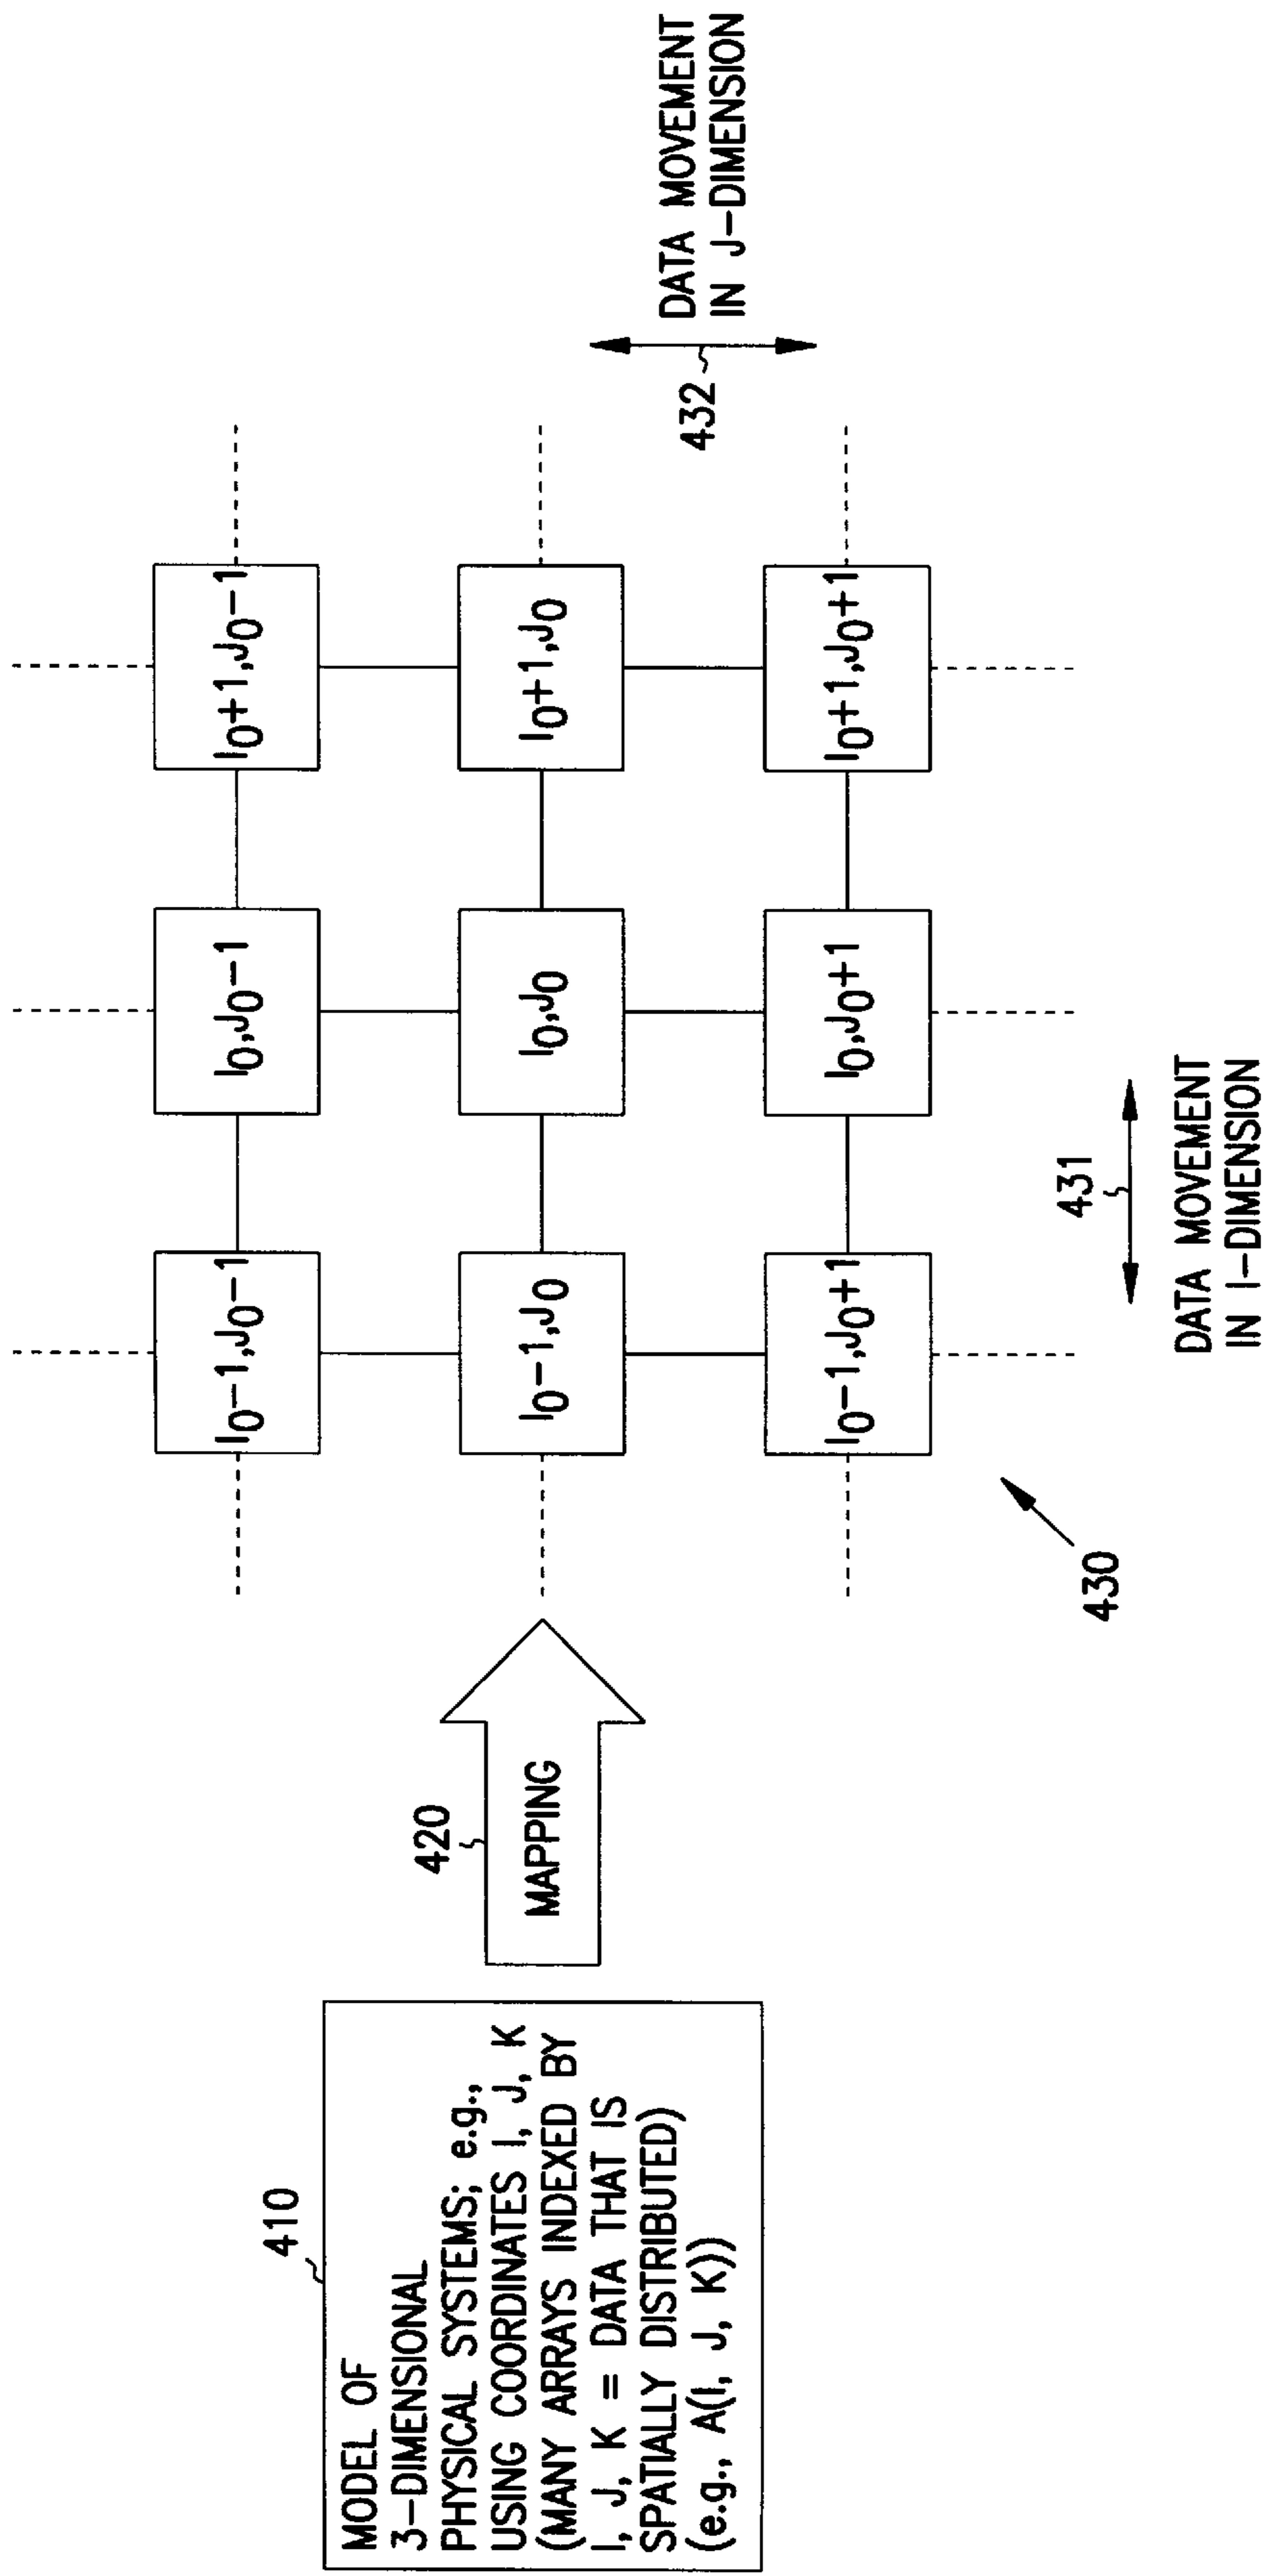 410
MODEL OF
3-DIMENSIONAL
PHYSICAL SYSTEMS; e.g.,
USING COORDINATES I, J, K
(MANY ARRAYS INDEXED BY
I, J, K = DATA THAT IS
SPATIALLY DISTRIBUTED)
(e.g., A(I, J, K))
420
MAPPING
I₀-1,J₀-1
I₀,J₀-1
I₀+1,J₀-1
I₀-1,J₀
I₀,J₀
I₀+1,J₀
I₀-1,J₀+1
I₀,J₀+1
I₀+1,J₀+1
430
431
DATA MOVEMENT
IN I-DIMENSION
432
DATA MOVEMENT
IN J-DIMENSION